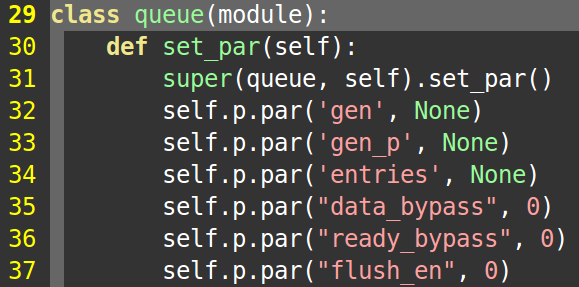 29 class queue(module):
30     def set_par(self):
31         super(queue, self).set_par()
32         self.p.par('gen', None)
33         self.p.par('gen_p', None)
34         self.p.par('entries', None)
35         self.p.par("data_bypass", 0)
36         self.p.par("ready_bypass", 0)
37         self.p.par("flush_en", 0)